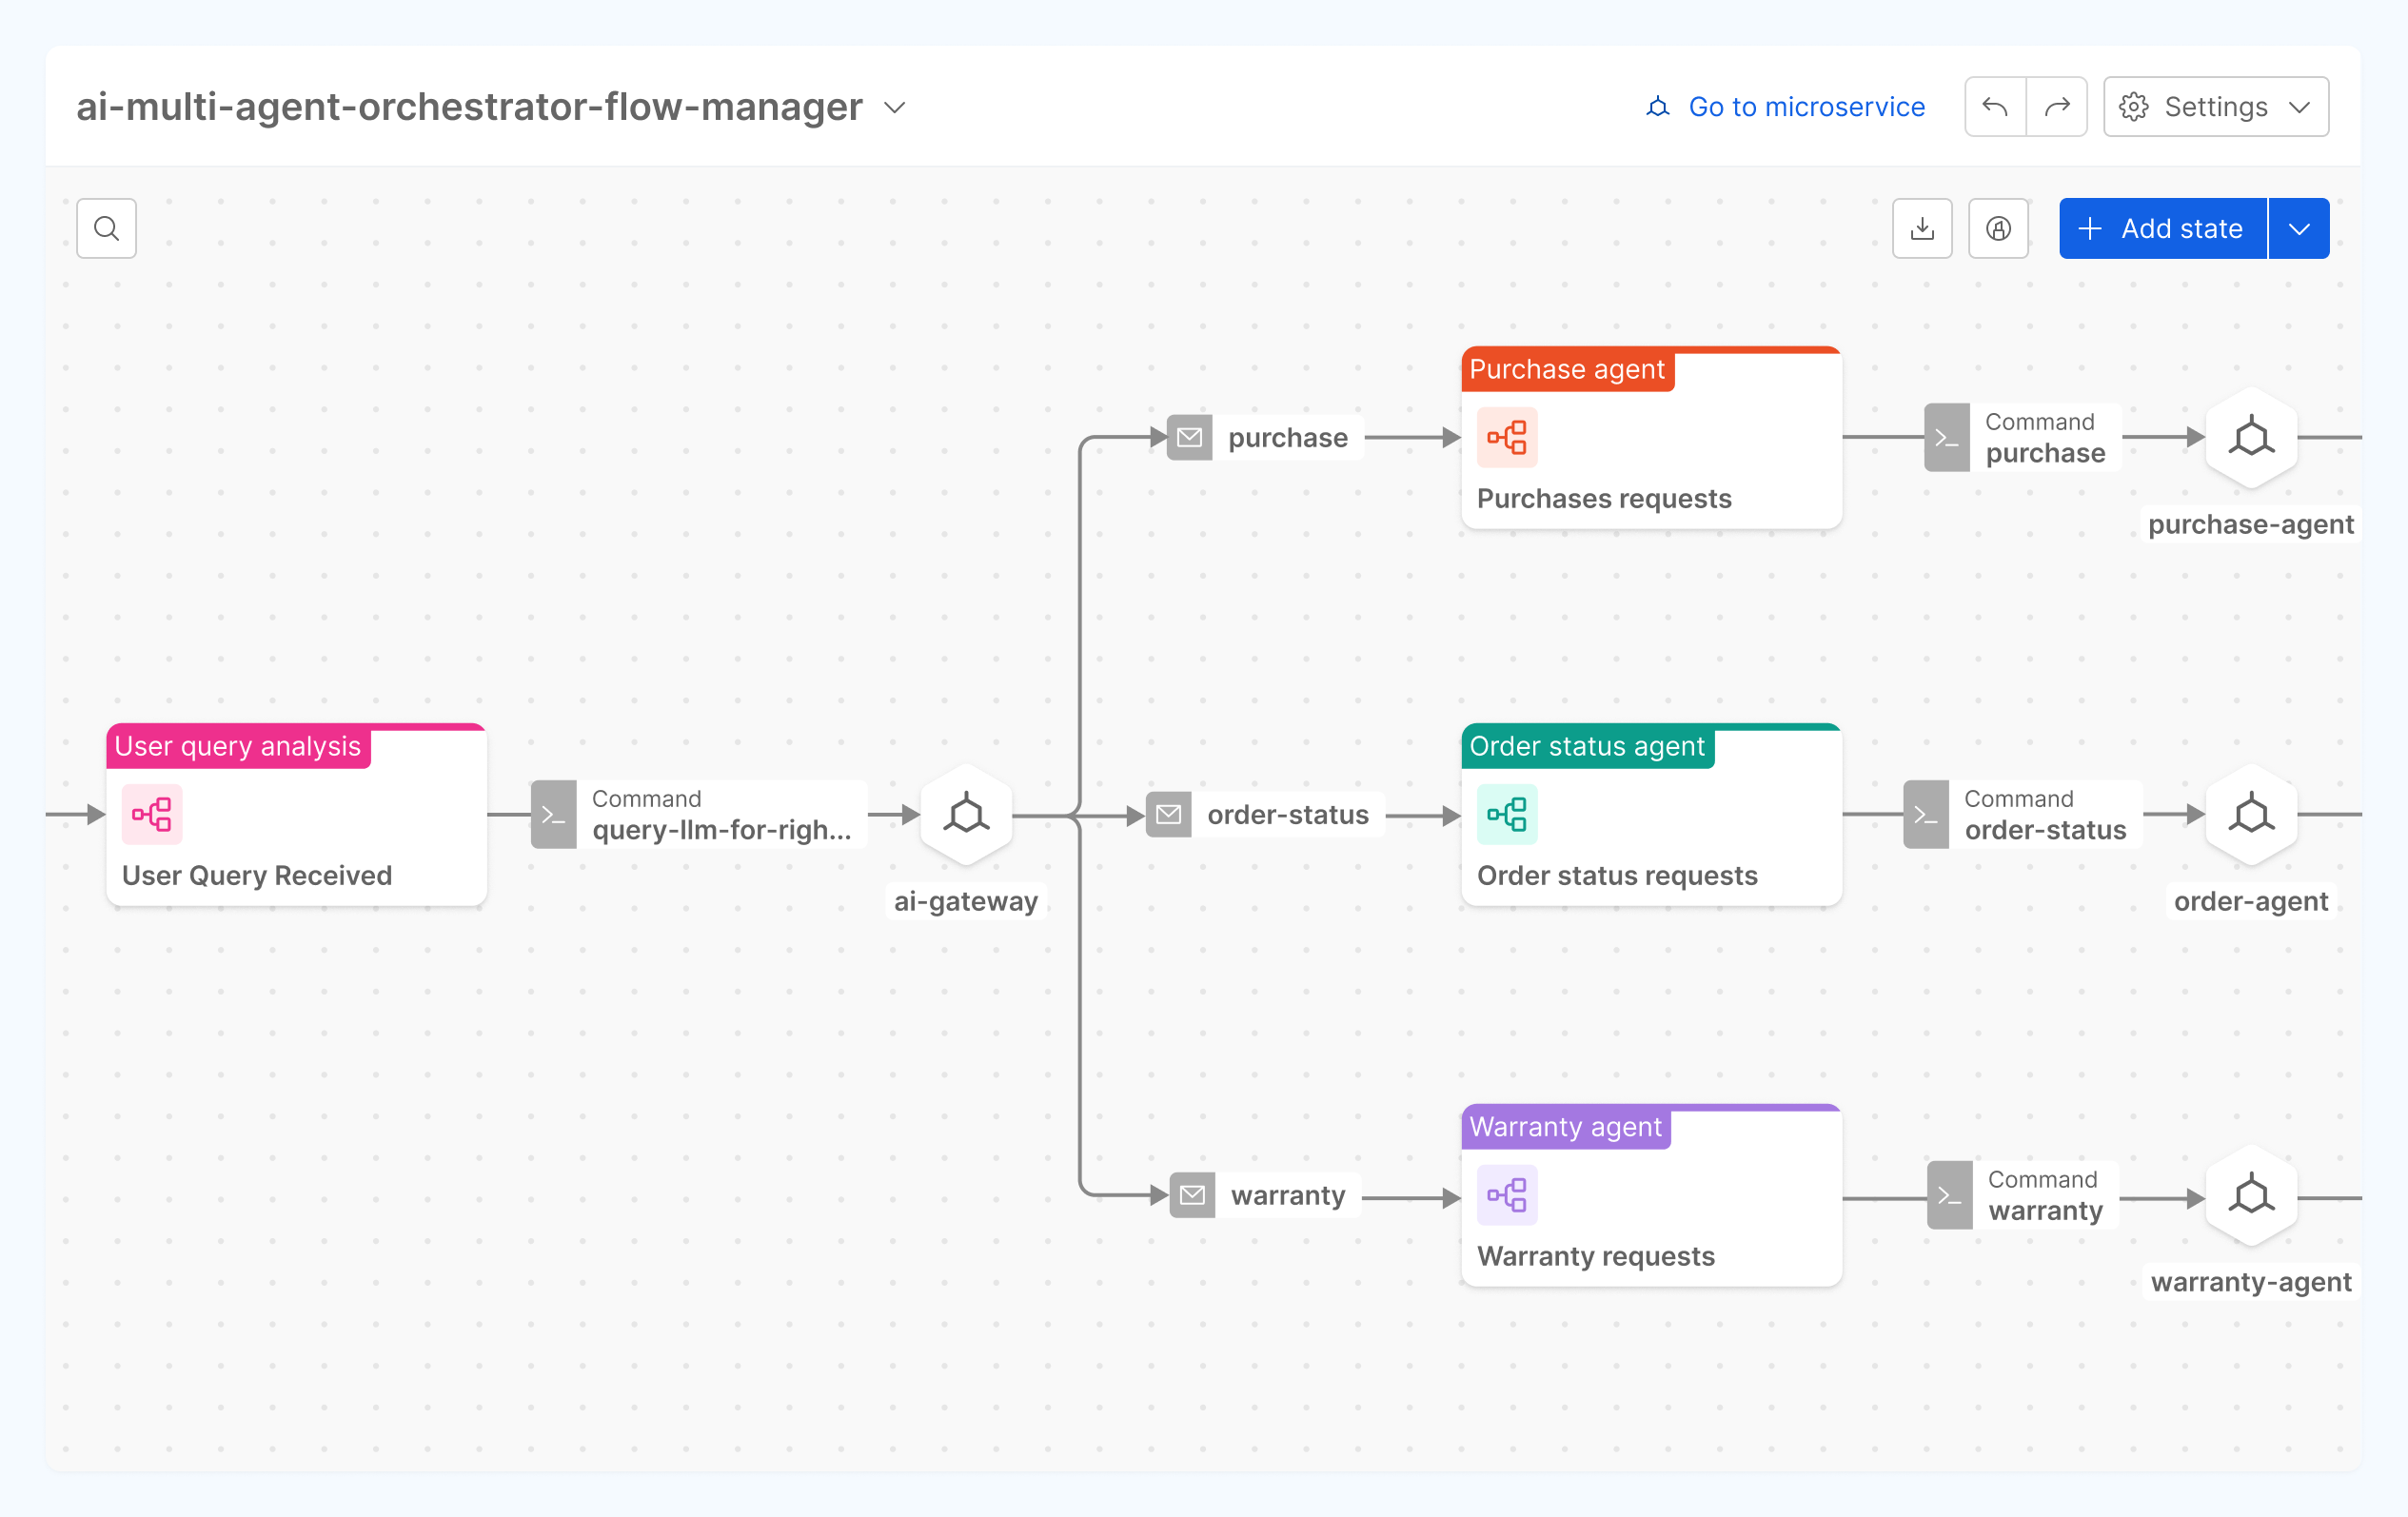 ai-multi-agent-orchestrator-flow-manager
Go to microservice
Settings
Add state
Purchase agent
Purchases requests
purchase
Command
purchase
purchase-agent
User query analysis
User Query Received
Command
query-llm-for-righ...
ai-gateway
order-status
Order status agent
Order status requests
Command
order-status
order-agent
warranty
Warranty agent
Warranty requests
Command
warranty
warranty-agent